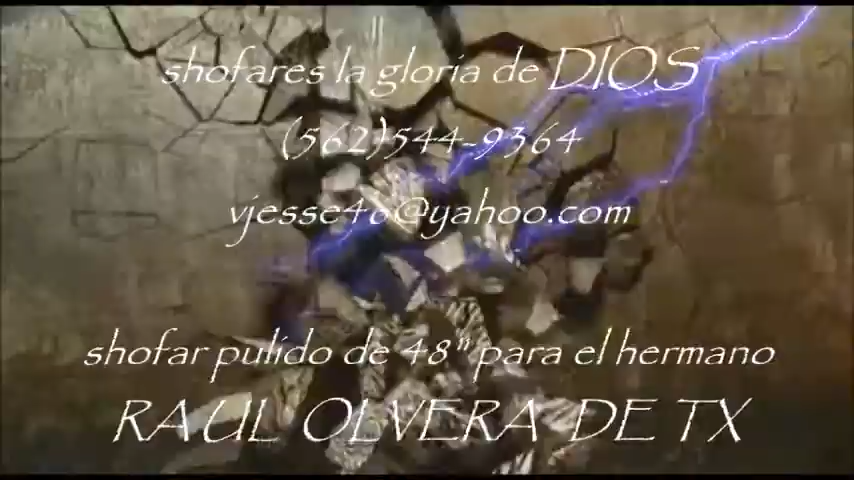 shofares la gloria de DIOS
(562)544-9364
vjesse46@yahoo.com
shofar pulido de 48" para el hermano
RAUL OLVERA DE TX